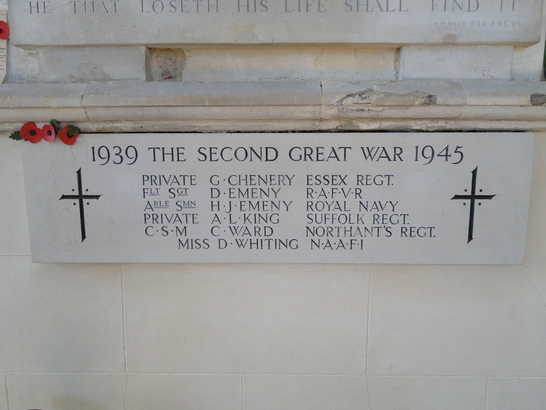 HE THAT LOSETH HIS LIFE SHALL FIND IT
1939 THE SECOND GREAT WAR 1945
PRIVATE G·CHENERY ESSEX REGT.
FLT SGT D·EMENY R·A·F·V·R
ABLE SMN H·J·EMENY ROYAL NAVY
PRIVATE A·L·KING SUFFOLK REGT.
C·S·M C·WARD NORTHANT'S REGT.
MISS D·WHITING N·A·A·F·I